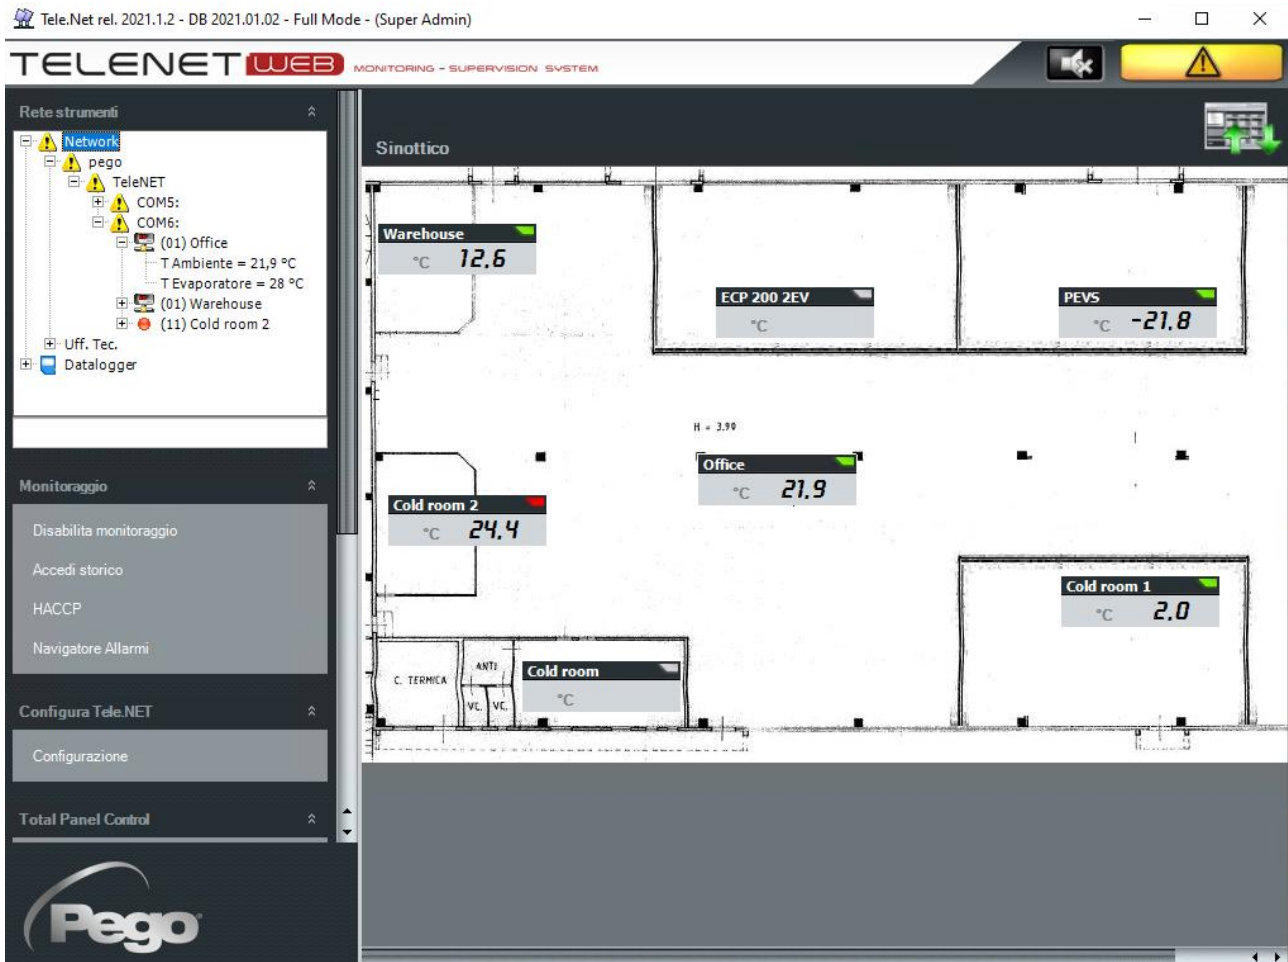 Tele.Net rel. 2021.1.2 - DB 2021.01.02 - Full Mode - (Super Admin)
TELENET WEB MONITORING - SUPERVISION SYSTEM
Rete strumenti
Network
pego
TeleNET
COM5:
COM6:
(01) Office
T Ambiente = 21,9 °C
T Evaporatore = 28 °C
(01) Warehouse
(11) Cold room 2
Uff. Tec.
Datalogger
Monitoraggio
Disabilita monitoraggio
Accedi storico
HACCP
Navigatore Allarmi
Configura Tele.NET
Configurazione
Total Panel Control
Pego
Sinottico
Warehouse
°C 12,6
ECP 200 2EV
°C
PEVS
°C -21,8
H = 3.90
Office
°C 21,9
Cold room 2
°C 24,4
Cold room 1
°C 2,0
C. TERMICA
ANTI
VC. VC.
Cold room
°C